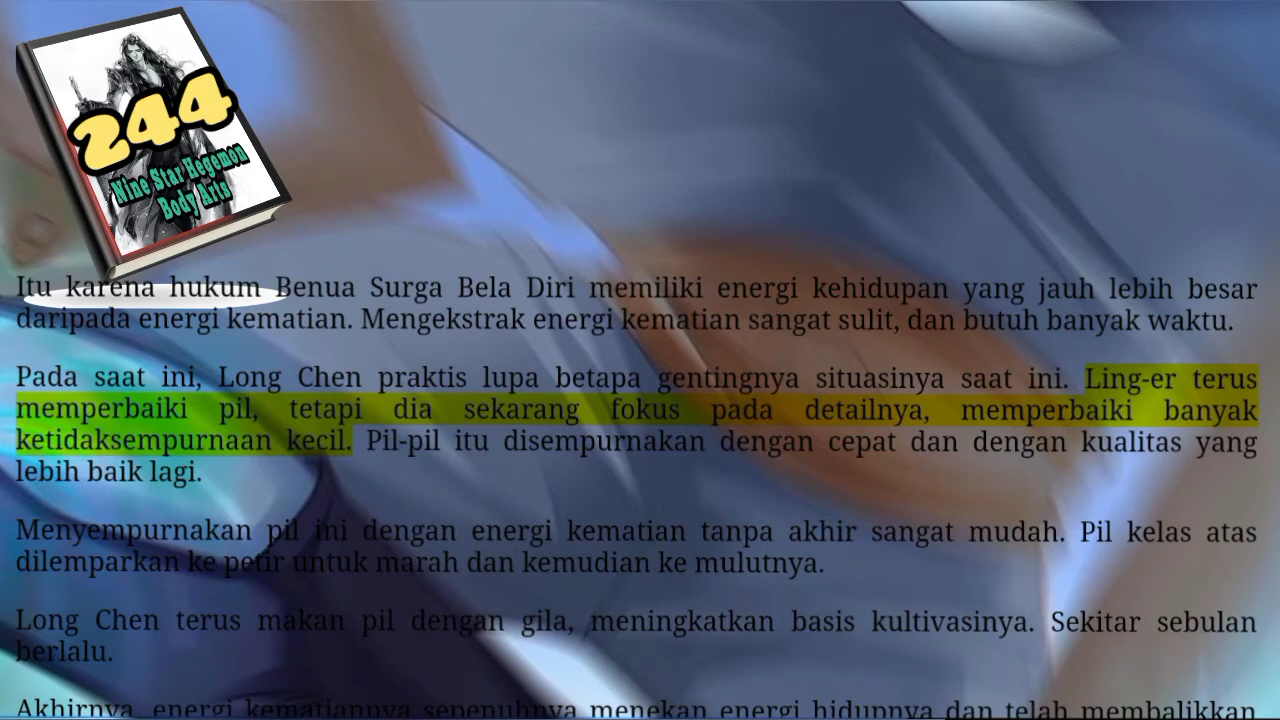 244
Nine Star Hegemon
Body Arts
Itu karena hukum Benua Surga Bela Diri memiliki energi kehidupan yang jauh lebih besar
daripada energi kematian. Mengekstrak energi kematian sangat sulit, dan butuh banyak waktu.
Pada saat ini, Long Chen praktis lupa betapa gentingnya situasinya saat ini. Ling-er terus
memperbaiki pil, tetapi dia sekarang fokus pada detailnya, memperbaiki banyak
ketidaksempurnaan kecil. Pil-pil itu disempurnakan dengan cepat dan dengan kualitas yang
lebih baik lagi.
Menyempurnakan pil ini dengan energi kematian tanpa akhir sangat mudah. Pil kelas atas
dilemparkan ke petir untuk marah dan kemudian ke mulutnya.
Long Chen terus makan pil dengan gila, meningkatkan basis kultivasinya. Sekitar sebulan
berlalu.
Akhirnya, energi kematiannya sepenuhnya menekan energi hidupnya dan telah membalikkan